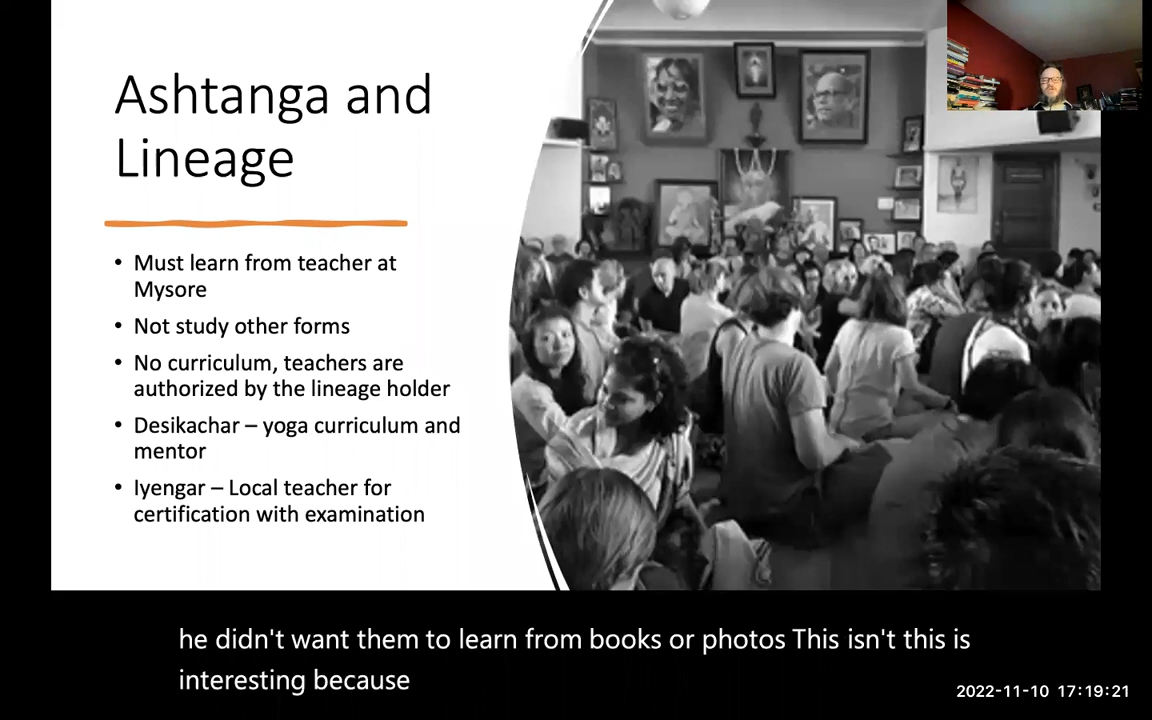 Ashtanga and
Lineage
• Must learn from teacher at
Mysore
• Not study other forms
• No curriculum, teachers are
authorized by the lineage holder
• Desikachar – yoga curriculum and
mentor
• Iyengar – Local teacher for
certification with examination
he didn't want them to learn from books or photos This isn't this is
interesting because
2022-11-10 17:19:21